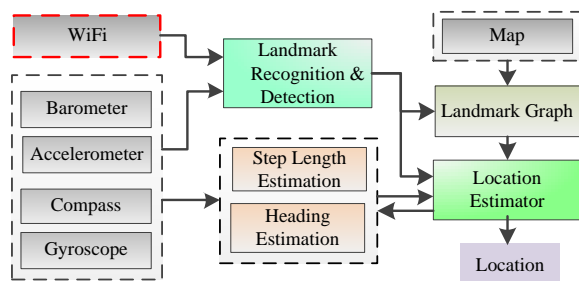 WiFi
Barometer
Accelerometer
Compass
Gyroscope
Landmark
Recognition &
Detection
Step Length
Estimation
Heading
Estimation
Map
Landmark Graph
Location
Estimator
Location